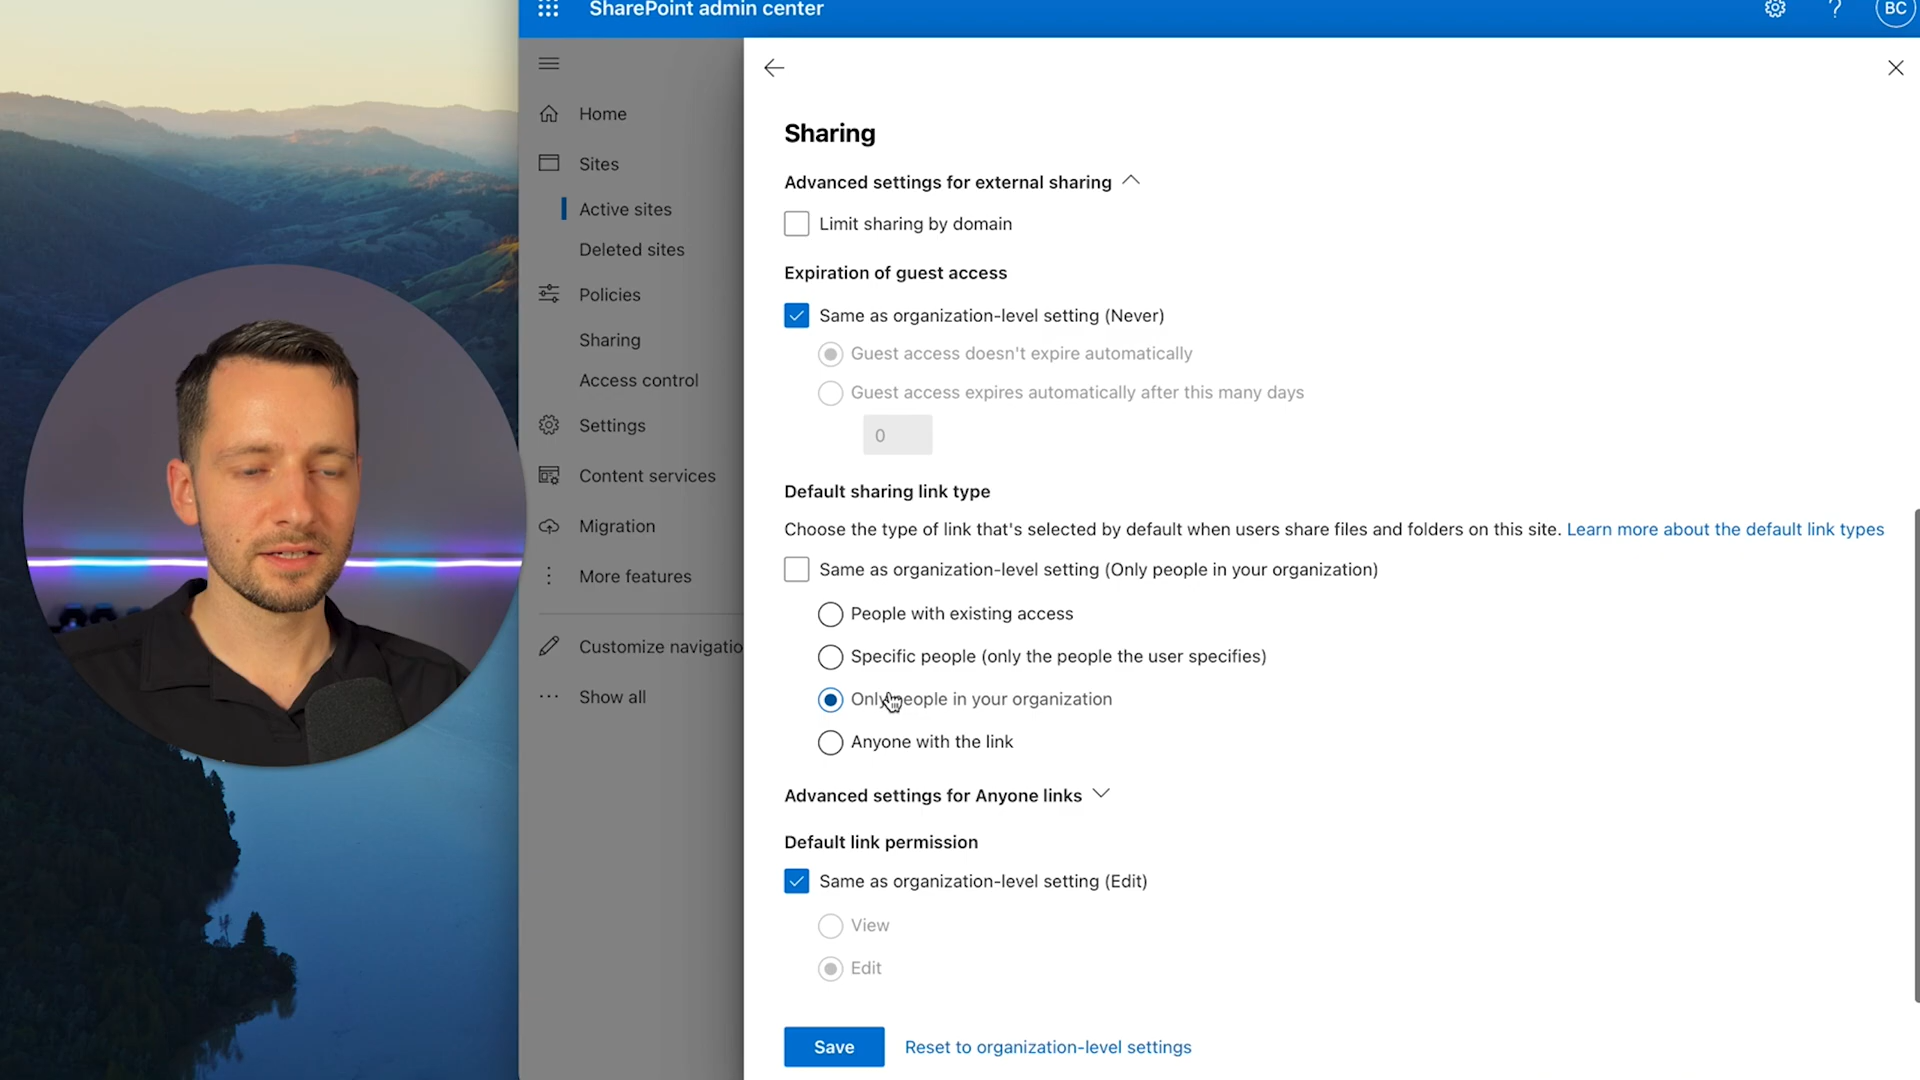 SharePoint admin center
?
BC
Home
Sites
Active sites
Deleted sites
Policies
Sharing
Access control
Settings
Content services
Migration
More features
Customize navigatio
Show all
Sharing
Advanced settings for external sharing
Limit sharing by domain
Expiration of guest access
Same as organization-level setting (Never)
Guest access doesn't expire automatically
Guest access expires automatically after this many days
0
Default sharing link type
Choose the type of link that's selected by default when users share files and folders on this site. Learn more about the default link types
Same as organization-level setting (Only people in your organization)
People with existing access
Specific people (only the people the user specifies)
Only people in your organization
Anyone with the link
Advanced settings for Anyone links
Default link permission
Same as organization-level setting (Edit)
View
Edit
Save
Reset to organization-level settings